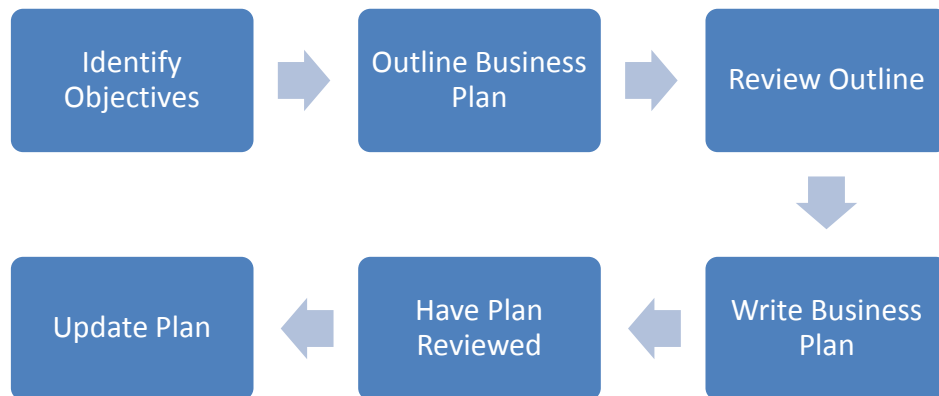 Identify
Objectives
Outline Business
Plan
Review Outline
Write Business
Plan
Have Plan
Reviewed
Update Plan